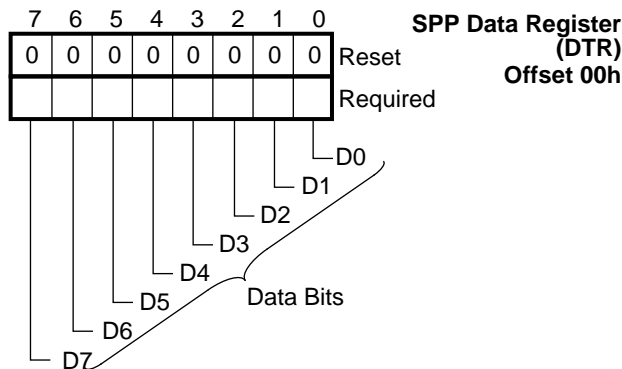 7 6 5 4 3 2 1 0
SPP Data Register
(DTR)
Offset 00h
0 0 0 0 0 0 0 0 Reset
Required
D0
D1
D2
D3
D4
D5
D6
D7
Data Bits